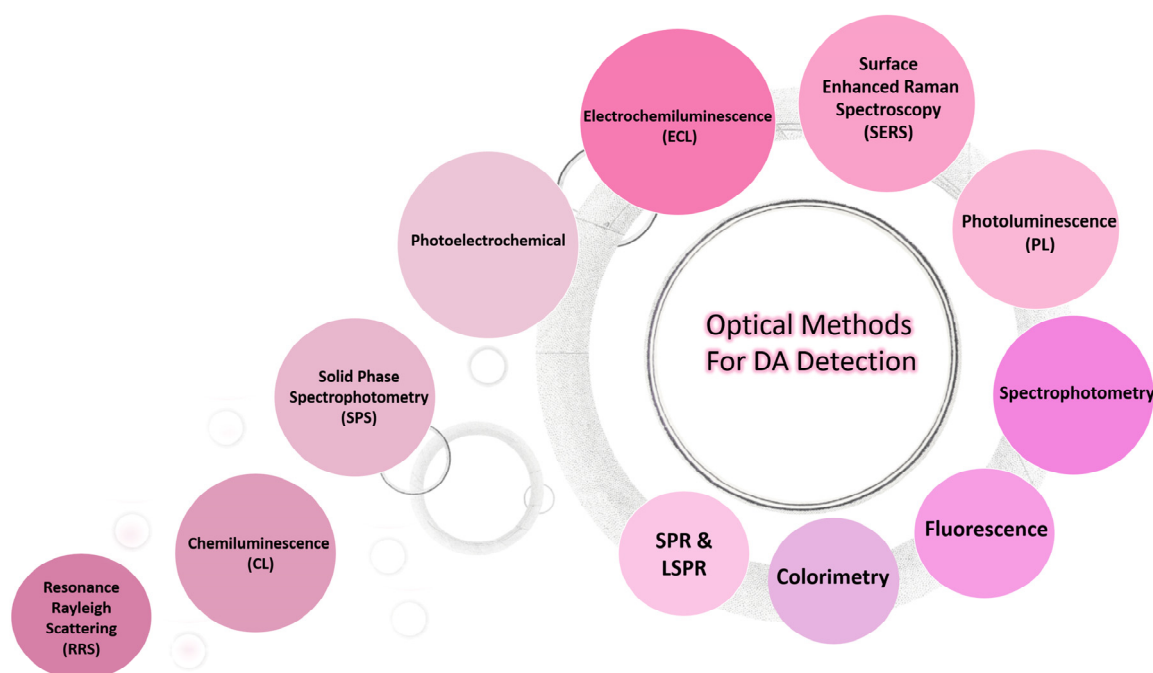 Surface
Enhanced Raman
Spectroscopy
(SERS)
Electrochemiluminescence
(ECL)
Photoluminescence
(PL)
Photoelectrochemical
Optical Methods
For DA Detection
Solid Phase
Spectrophotometry
(SPS)
Spectrophotometry
Fluorescence
SPR &
LSPR
Colorimetry
Chemiluminescence
(CL)
Resonance
Rayleigh
Scattering
(RRS)